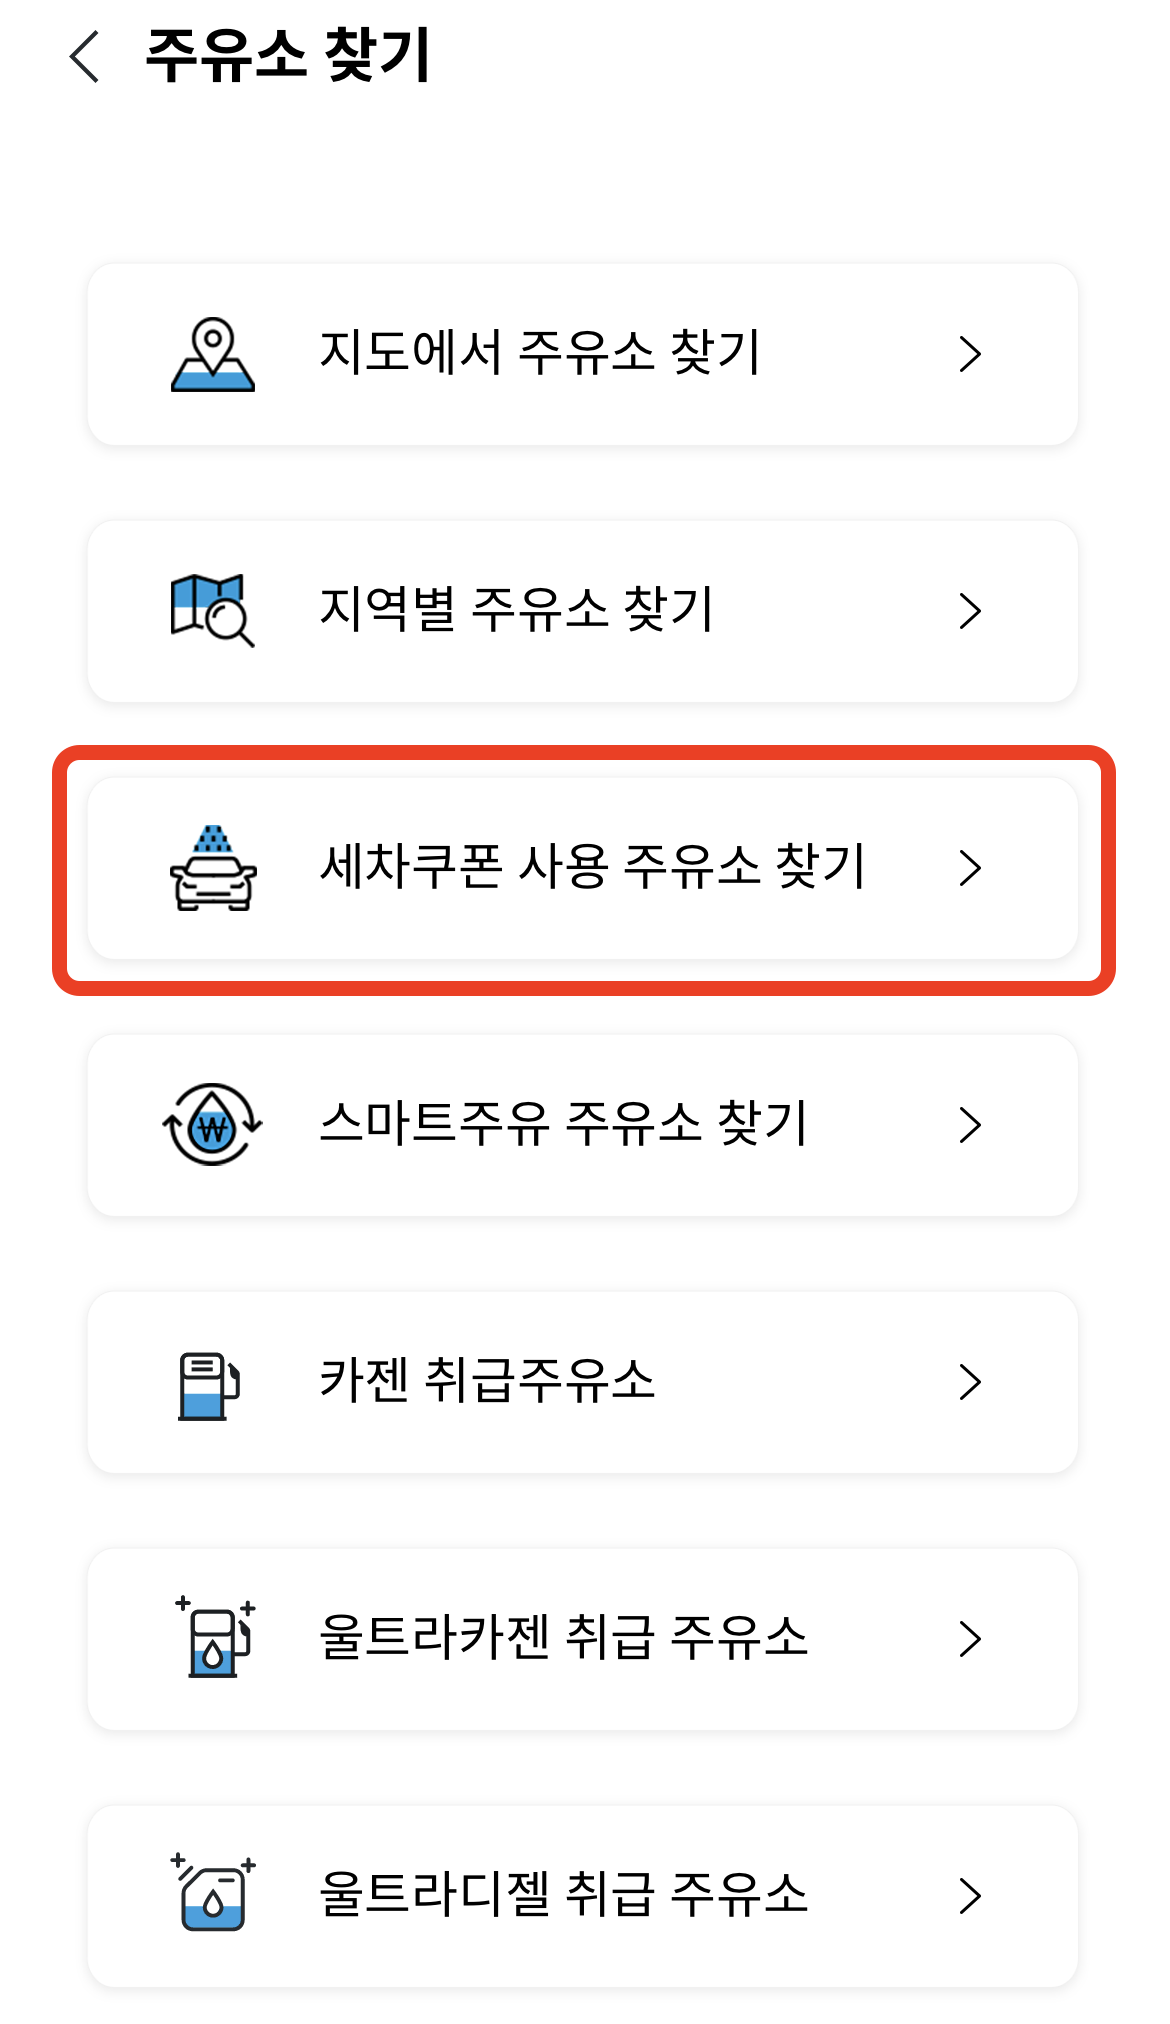 주유소 찾기
지도에서 주유소 찾기
지역별 주유소 찾기
세차쿠폰 사용 주유소 찾기
₩
스마트주유 주유소 찾기
카젠 취급주유소
울트라카젠 취급 주유소
울트라디젤 취급 주유소